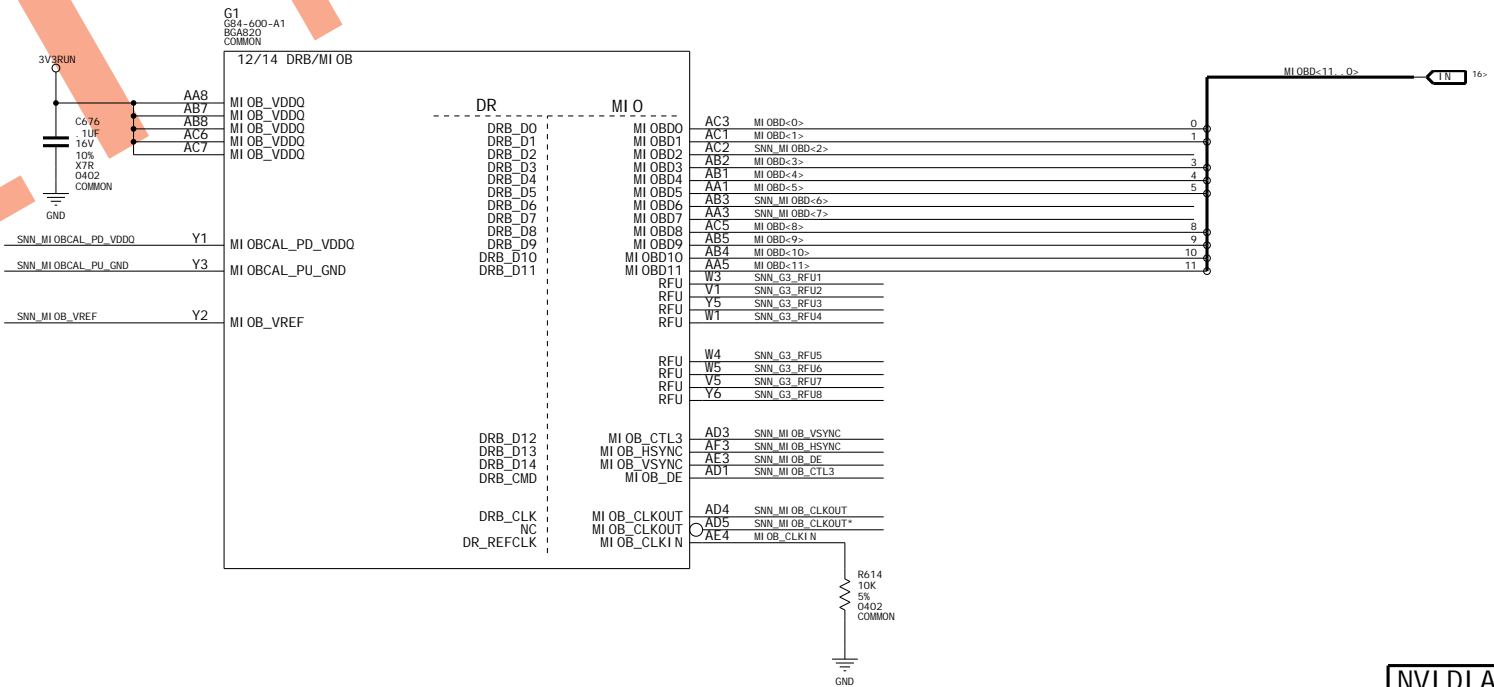 G1
G84-600-A1
BGA820
COMMON
12/14 DRB/MIOB
3V3RUN
C676
.1UF
16V
10%
X7R
0402
COMMON
GND
AA8 MIOB_VDDQ
AB7 MIOB_VDDQ
AB8 MIOB_VDDQ
AC6 MIOB_VDDQ
AC7 MIOB_VDDQ
SNN_MIOBCAL_PD_VDDQ Y1 MIOBCAL_PD_VDDQ
SNN_MIOBCAL_PU_GND Y3 MIOBCAL_PU_GND
SNN_MIOB_VREF Y2 MIOB_VREF
DR MIO
DRB_D0 MIOBD0 AC3 MIOBD<0> 0
DRB_D1 MIOBD1 AC1 MIOBD<1> 1
DRB_D2 MIOBD2 AC2 SNN_MIOBD<2>
DRB_D3 MIOBD3 AB2 MIOBD<3> 3
DRB_D4 MIOBD4 AB1 MIOBD<4> 4
DRB_D5 MIOBD5 AA1 MIOBD<5> 5
DRB_D6 MIOBD6 AB3 SNN_MIOBD<6>
DRB_D7 MIOBD7 AA3 SNN_MIOBD<7>
DRB_D8 MIOBD8 AC5 MIOBD<8> 8
DRB_D9 MIOBD9 AB5 MIOBD<9> 9
DRB_D10 MIOBD10 AB4 MIOBD<10> 10
DRB_D11 MIOBD11 AA5 MIOBD<11> 11
RFU W3 SNN_G3_RFU1
RFU V1 SNN_G3_RFU2
RFU Y5 SNN_G3_RFU3
RFU W1 SNN_G3_RFU4
RFU W4 SNN_G3_RFU5
RFU W5 SNN_G3_RFU6
RFU V5 SNN_G3_RFU7
RFU Y6 SNN_G3_RFU8
DRB_D12 MIOB_CTL3 AD3 SNN_MIOB_VSYNC
DRB_D13 MIOB_HSYNC AF3 SNN_MIOB_HSYNC
DRB_D14 MIOB_VSYNC AE3 SNN_MIOB_DE
DRB_CMD MIOB_DE AD1 SNN_MIOB_CTL3
DRB_CLK MIOB_CLKOUT AD4 SNN_MIOB_CLKOUT
NC MIOB_CLKOUT AD5 SNN_MIOB_CLKOUT*
DR_REFCLK MIOB_CLKIN AE4 MIOB_CLKIN
MIOBD<11..0> IN 16>
R614
10K
5%
0402
COMMON
GND
NVIDIA